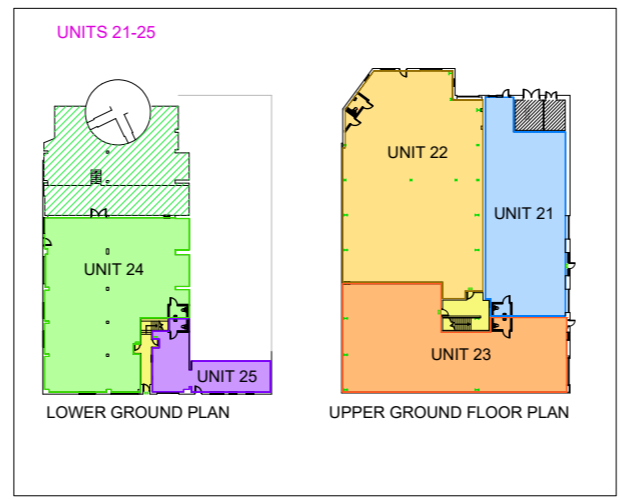 UNITS 21-25
UNIT 22
UNIT 21
UNIT 24
UNIT 23
UNIT 25
LOWER GROUND PLAN
UPPER GROUND FLOOR PLAN